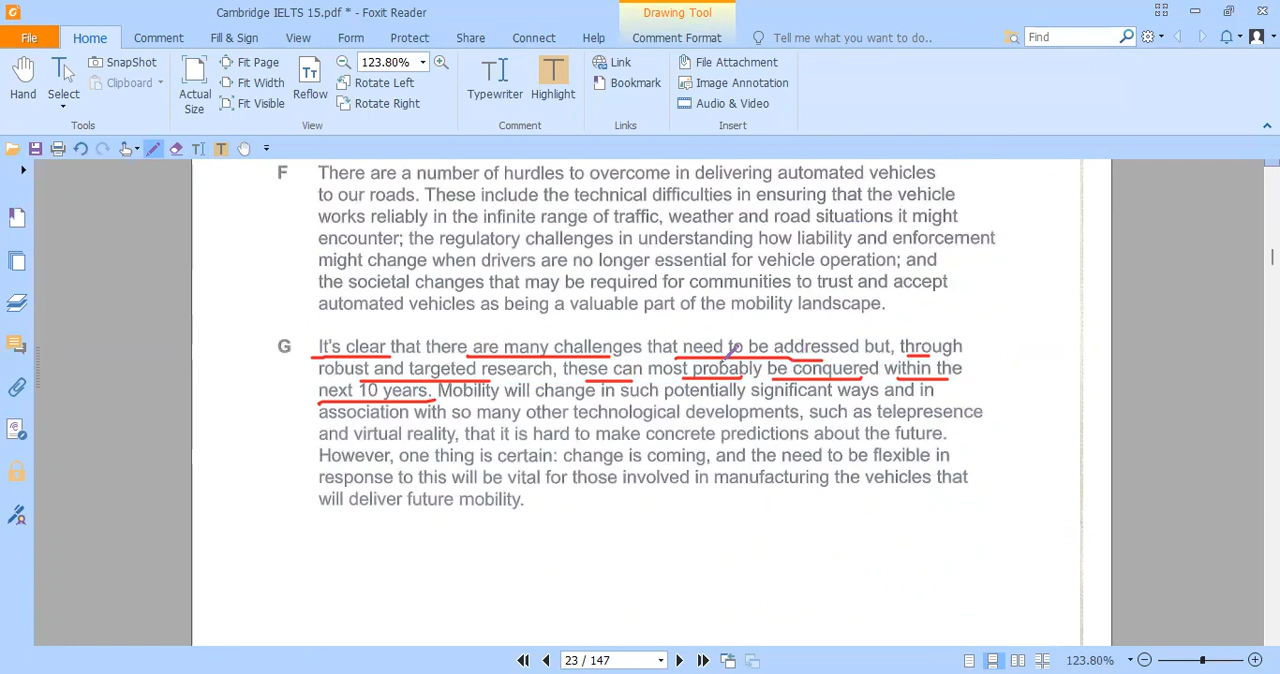 Cambridge IELTS 15.pdf * - Foxit Reader
Drawing Tool
File Home Comment Fill & Sign View Form Protect Share Connect Help Comment Format Tell me what you want to do.. Find
SnapShot Fit Page 123.80% Link File Attachment
Clipboard Fit Width Rotate Left Bookmark Image Annotation
Hand Select Actual Size Fit Visible Reflow Rotate Right Typewriter Highlight Audio & Video
Tools View Comment Links Insert
F There are a number of hurdles to overcome in delivering automated vehicles
to our roads. These include the technical difficulties in ensuring that the vehicle
works reliably in the infinite range of traffic, weather and road situations it might
encounter; the regulatory challenges in understanding how liability and enforcement
might change when drivers are no longer essential for vehicle operation; and
the societal changes that may be required for communities to trust and accept
automated vehicles as being a valuable part of the mobility landscape.
G It's clear that there are many challenges that need to be addressed but, through
robust and targeted research, these can most probably be conquered within the
next 10 years. Mobility will change in such potentially significant ways and in
association with so many other technological developments, such as telepresence
and virtual reality, that it is hard to make concrete predictions about the future.
However, one thing is certain: change is coming, and the need to be flexible in
response to this will be vital for those involved in manufacturing the vehicles that
will deliver future mobility.
23 / 147 123.80%